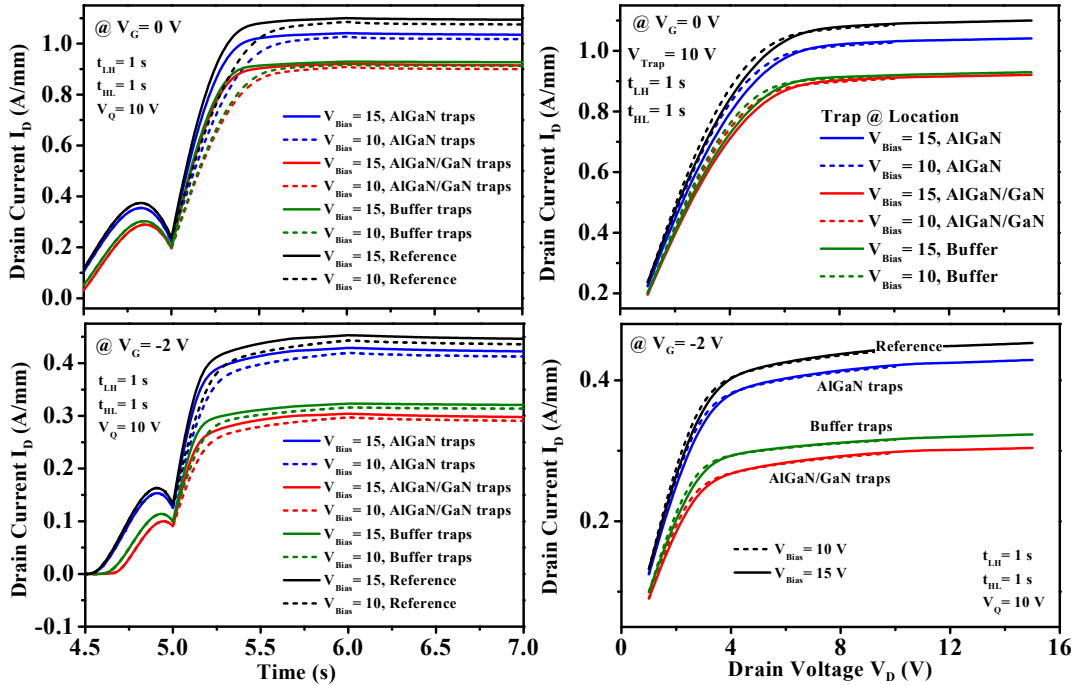 @ V_G= 0 V
t_LH= 1 s
t_HL= 1 s
V_Q= 10 V
V_Bias= 15, AlGaN traps
V_Bias= 10, AlGaN traps
V_Bias= 15, AlGaN/GaN traps
V_Bias= 10, AlGaN/GaN traps
V_Bias= 15, Buffer traps
V_Bias= 10, Buffer traps
V_Bias= 15, Reference
V_Bias= 10, Reference
1.0
0.8
0.6
0.4
0.2
0.0
Drain Current I_D (A/mm)
@ V_G= 0 V
V_Trap= 10 V
t_LH= 1 s
t_HL= 1 s
Trap @ Location
V_Bias= 15, AlGaN
V_Bias= 10, AlGaN
V_Bias= 15, AlGaN/GaN
V_Bias= 10, AlGaN/GaN
V_Bias= 15, Buffer
V_Bias= 10, Buffer
1.0
0.8
0.6
0.4
0.2
Drain Current I_D (A/mm)
@ V_G= -2 V
t_LH= 1 s
t_HL= 1 s
V_Q= 10 V
V_Bias= 15, AlGaN traps
V_Bias= 10, AlGaN traps
V_Bias= 15, AlGaN/GaN traps
V_Bias= 10, AlGaN/GaN traps
V_Bias= 15, Buffer traps
V_Bias= 10, Buffer traps
V_Bias= 15, Reference
V_Bias= 10, Reference
0.4
0.3
0.2
0.1
0.0
-0.1
4.5 5.0 5.5 6.0 6.5 7.0
Time (s)
Drain Current I_D (A/mm)
@ V_G= -2 V
Reference
AlGaN traps
Buffer traps
AlGaN/GaN traps
V_Bias= 10 V
V_Bias= 15 V
t_LH= 1 s
t_HL= 1 s
V_Q= 10 V
0.4
0.2
0 4 8 12 16
Drain Voltage V_D (V)
Drain Current I_D (A/mm)